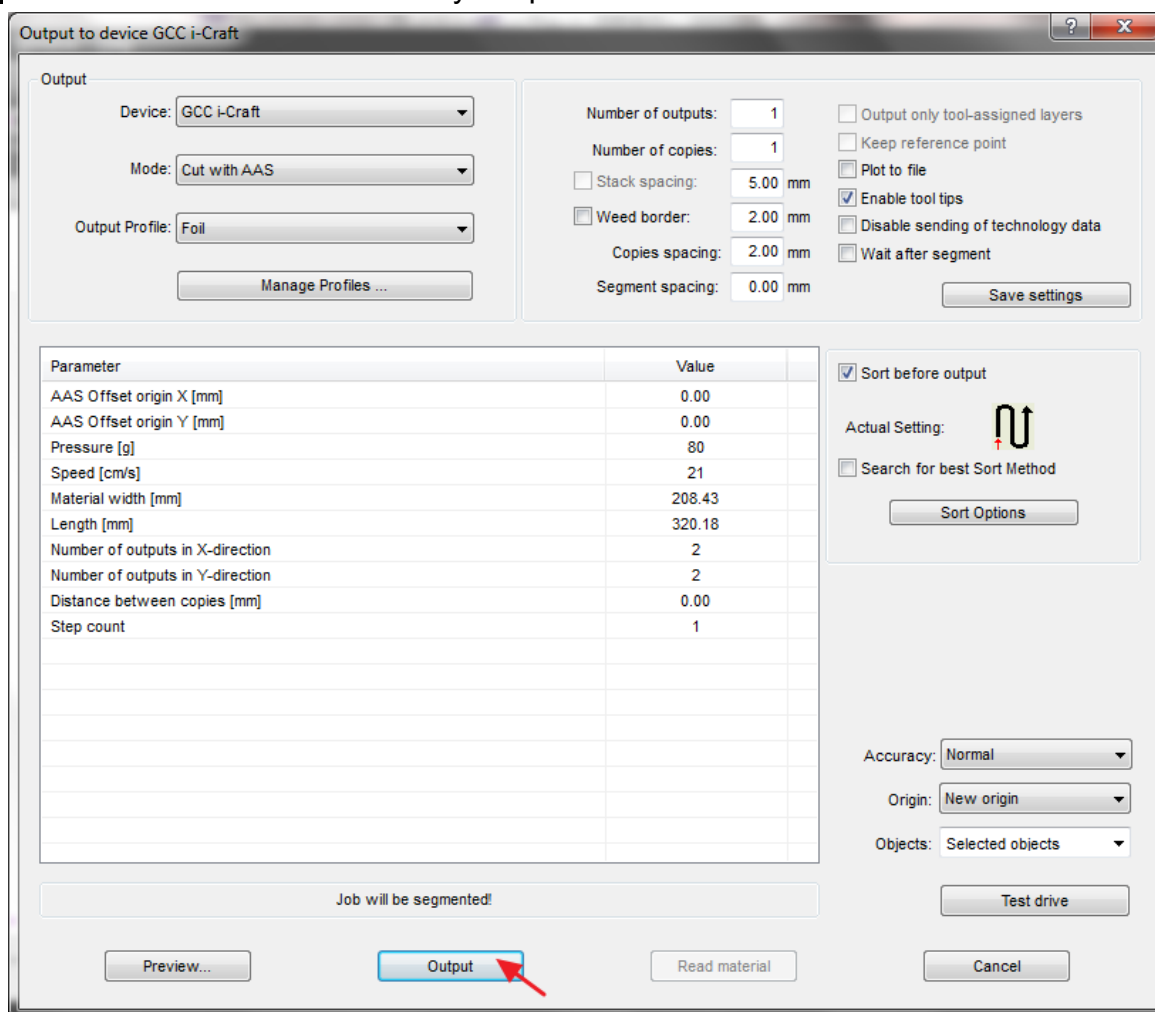 Output to device GCC i-Craft
?
X
Output
Device: GCC i-Craft
Mode: Cut with AAS
Output Profile: Foil
Manage Profiles ...
Number of outputs: 1
Number of copies: 1
Stack spacing: 5.00 mm
Weed border: 2.00 mm
Copies spacing: 2.00 mm
Segment spacing: 0.00 mm
Output only tool-assigned layers
Keep reference point
Plot to file
Enable tool tips
Disable sending of technology data
Wait after segment
Save settings
Parameter Value
AAS Offset origin X [mm] 0.00
AAS Offset origin Y [mm] 0.00
Pressure [g] 80
Speed [cm/s] 21
Material width [mm] 208.43
Length [mm] 320.18
Number of outputs in X-direction 2
Number of outputs in Y-direction 2
Distance between copies [mm] 0.00
Step count 1
Sort before output
Actual Setting:
Search for best Sort Method
Sort Options
Accuracy: Normal
Origin: New origin
Objects: Selected objects
Job will be segmented!
Test drive
Preview...
Output
Read material
Cancel